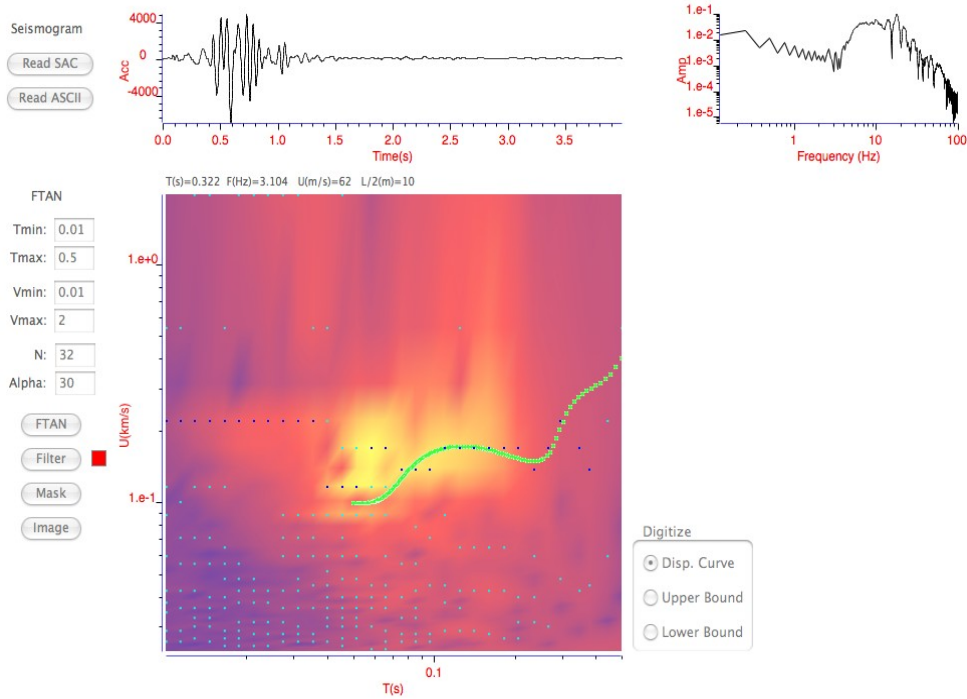 Seismogram
Read SAC
Read ASCII
4000
0
-4000
Acc
0.0 0.5 1.0 1.5 2.0 2.5 3.0 3.5
Time(s)
1.e-1
1.e-2
1.e-3
1.e-4
1.e-5
Amp
1 10 100
Frequency (Hz)
T(s)=0.322 F(Hz)=3.104 U(m/s)=62 L/2(m)=10
FTAN
Tmin: 0.01
Tmax: 0.5
Vmin: 0.01
Vmax: 2
N: 32
Alpha: 30
FTAN
Filter
Mask
Image
1.e+0
1.e-1
U(km/s)
0.1
T(s)
Digitize
Disp. Curve
Upper Bound
Lower Bound